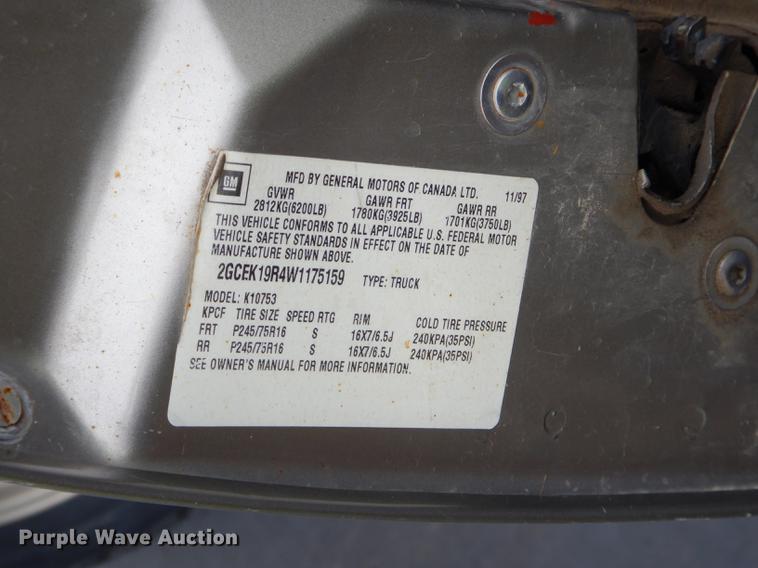 GM
MFD BY GENERAL MOTORS OF CANADA LTD. 11/97
GVWR GAWR FRT GAWR RR
2812KG(6200LB) 1780KG(3925LB) 1701KG(3750LB)
THIS VEHICLE CONFORMS TO ALL APPLICABLE U.S. FEDERAL MOTOR
VEHICLE SAFETY STANDARDS IN EFFECT ON THE DATE OF
MANUFACTURE SHOWN ABOVE.
2GCEK19R4W1175159 TYPE: TRUCK
MODEL: K10753
KPCF TIRE SIZE SPEED RTG RIM COLD TIRE PRESSURE
FRT P245/75R16 S 16X7/6.5J 240KPA(35PSI)
RR P245/75R16 S 16X7/6.5J 240KPA(35PSI)
SEE OWNER'S MANUAL FOR MORE INFORMATION.
Purple Wave Auction